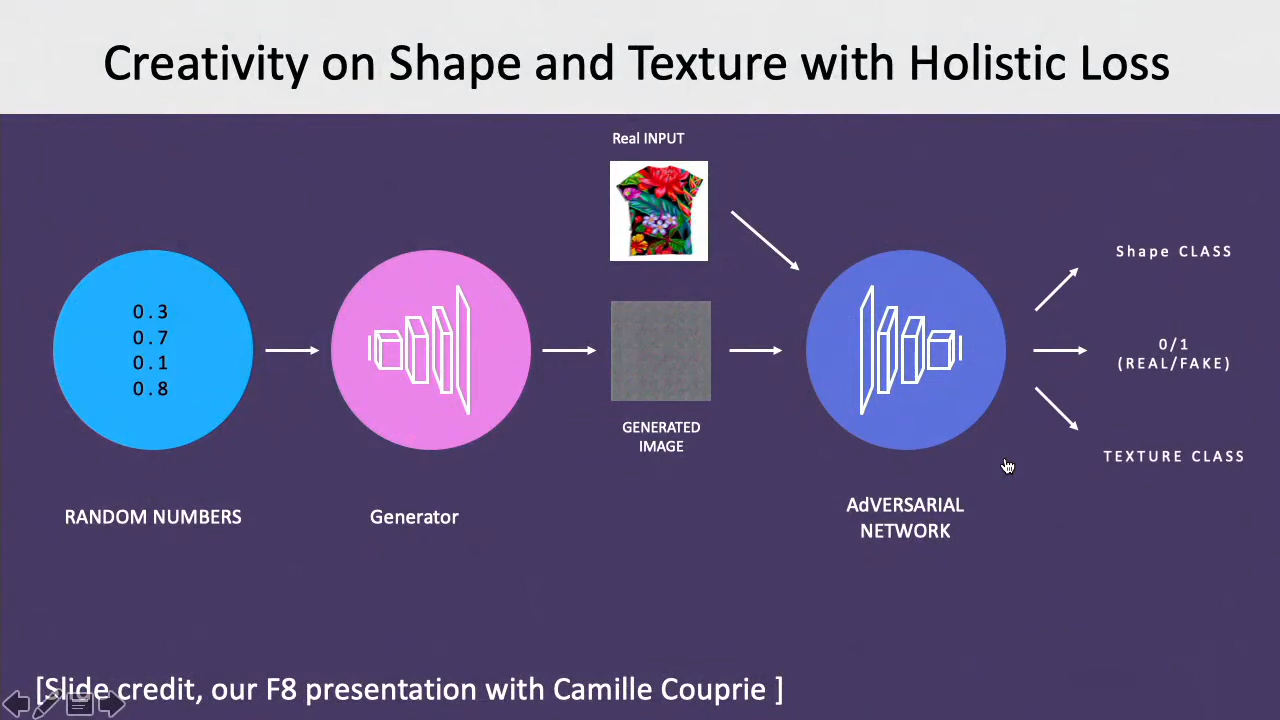 Creativity on Shape and Texture with Holistic Loss
Real INPUT
0.3
0.7
0.1
0.8
GENERATED
IMAGE
Shape CLASS
0/1
(REAL/FAKE)
TEXTURE CLASS
RANDOM NUMBERS
Generator
AdVERSARIAL
NETWORK
[Slide credit, our F8 presentation with Camille Couprie ]